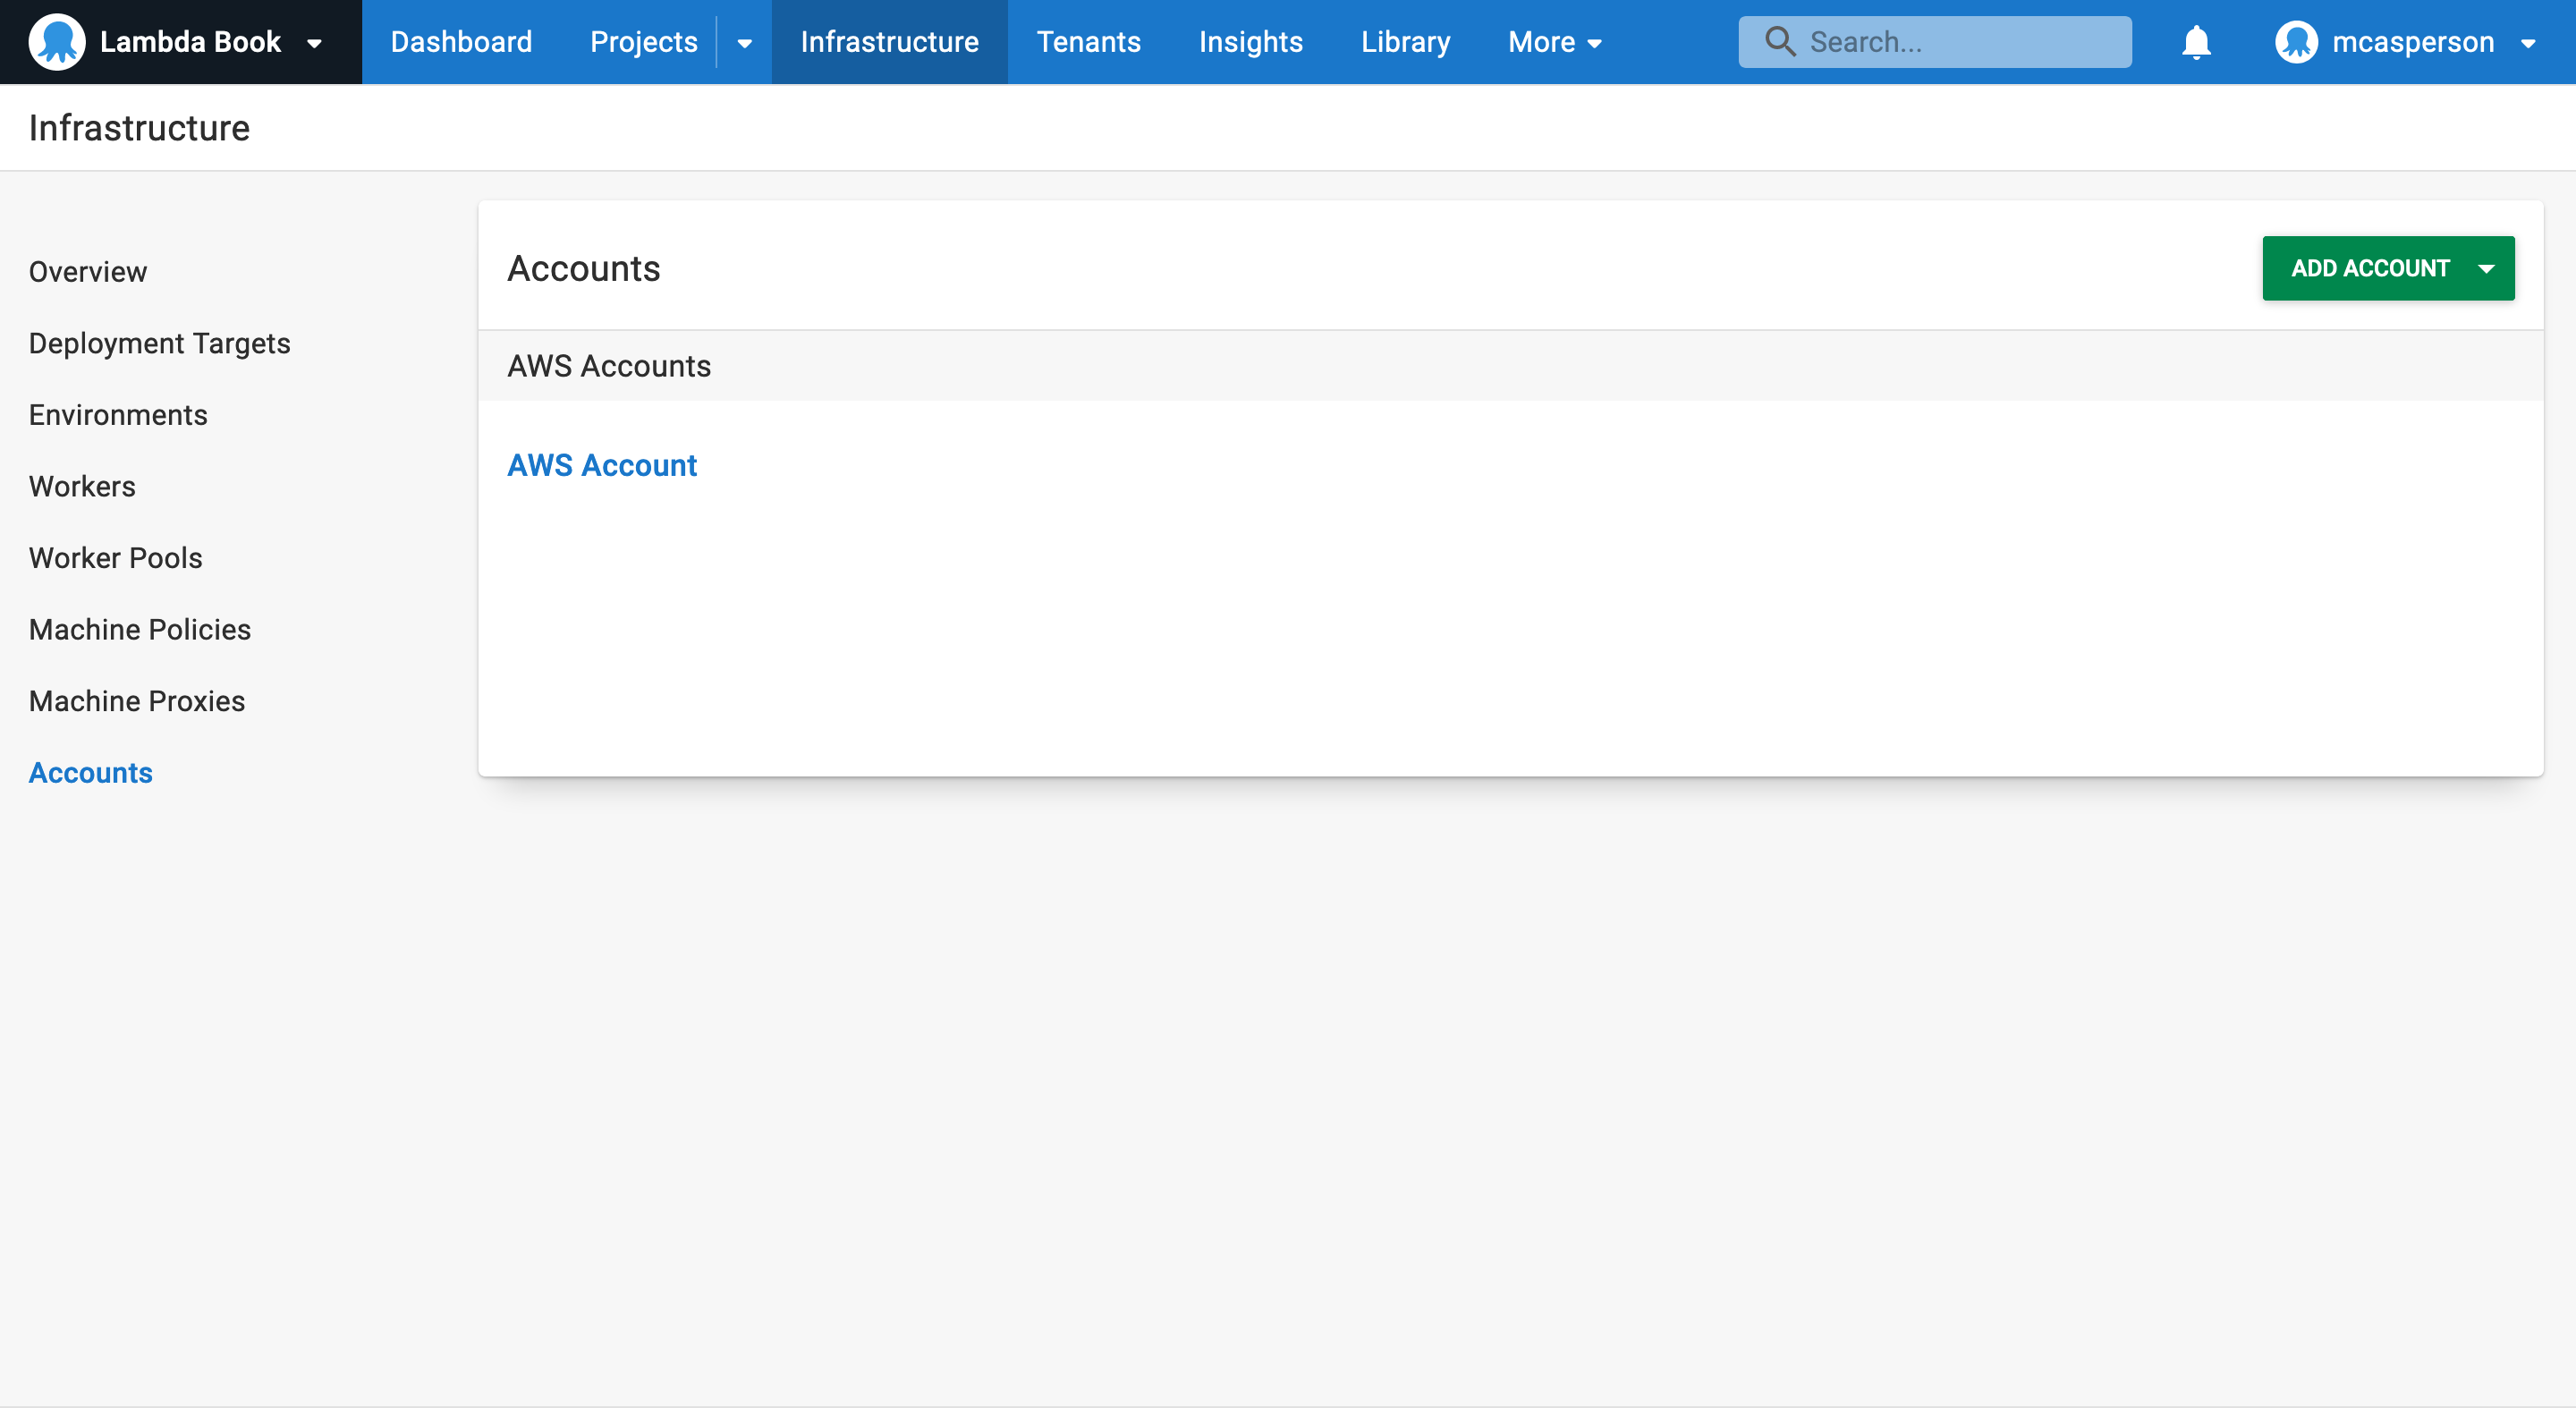 Lambda Book Dashboard Projects Infrastructure Tenants Insights Library More Search... mcasperson
Infrastructure
Overview
Deployment Targets
Environments
Workers
Worker Pools
Machine Policies
Machine Proxies
Accounts
Accounts ADD ACCOUNT
AWS Accounts
AWS Account